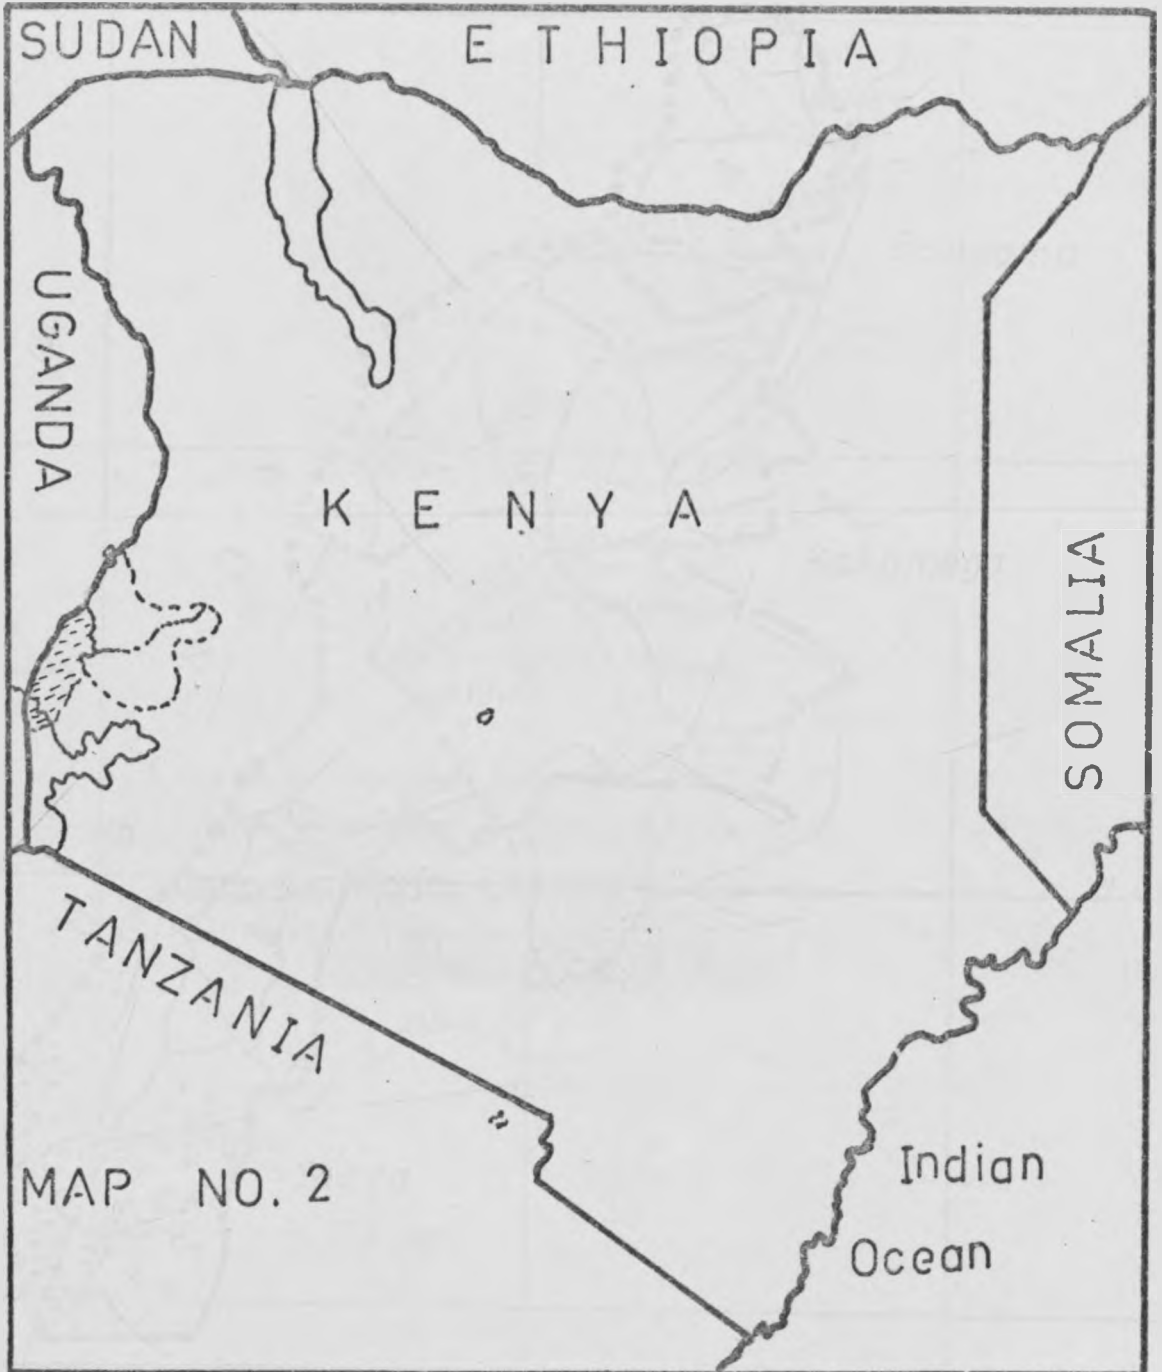 SUDAN
ETHIOPIA
UGANDA
KENYA
SOMALIA
TANZANIA
MAP NO. 2
Indian
Ocean